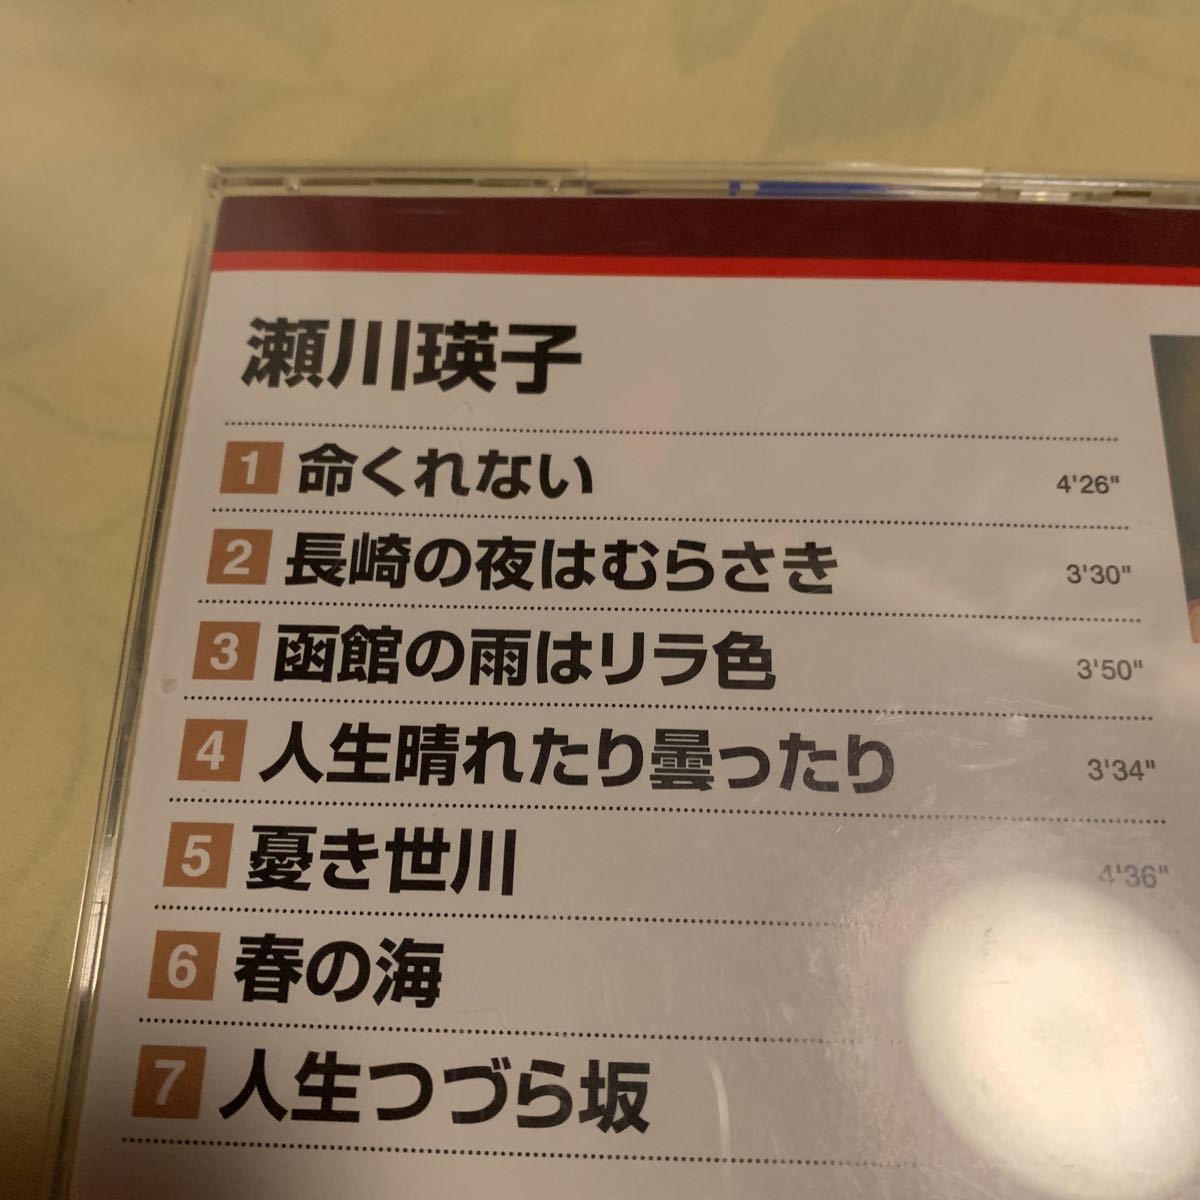 瀬川瑛子
1 命くれない 4'26"
2 長崎の夜はむらさき 3'30"
3 函館の雨はリラ色 3'50"
4 人生晴れたり曇ったり 3'34"
5 憂き世川 4'36"
6 春の海
7 人生つづら坂